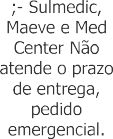 ;- Sulmedic,
Maeve e Med
Center Não
atende o prazo
de entrega,
pedido
emergencial.